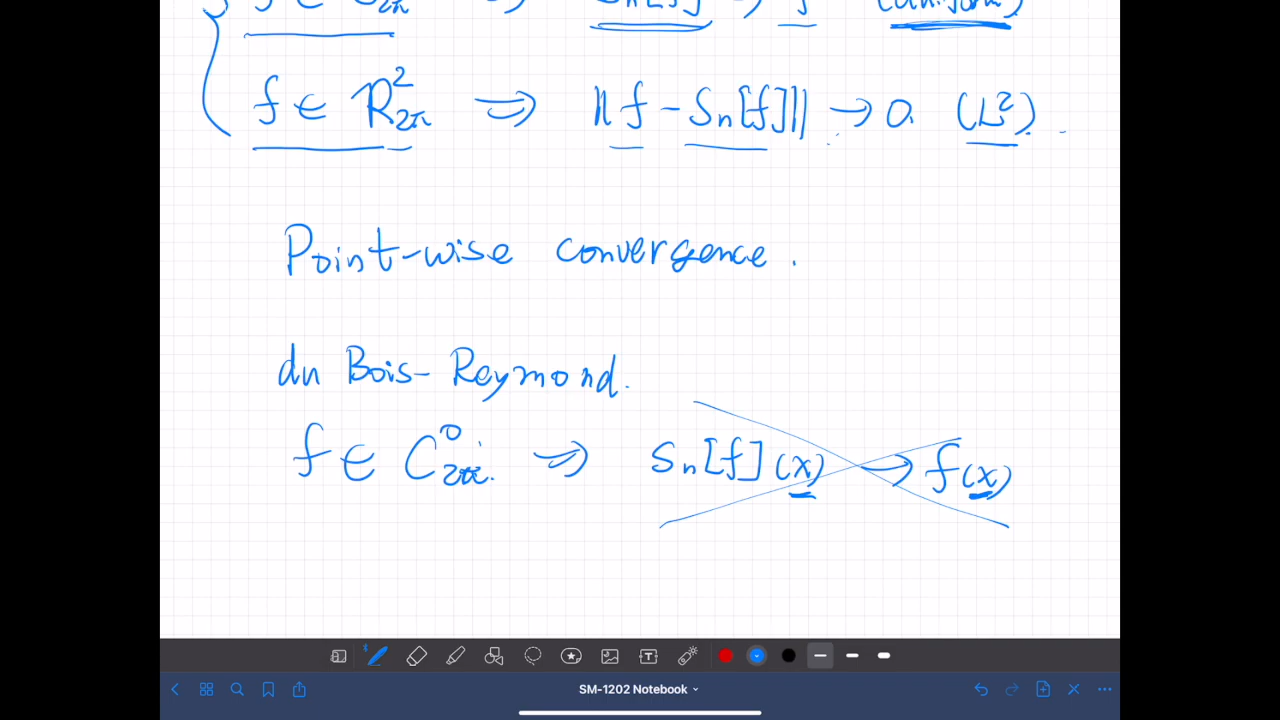 f ∈ R²₂π ⇒ ‖f - Sn[f]‖ → 0. (L²).
Point-wise convergence.
du Bois-Reymond.
f ∈ C⁰₂π. ⇒ Sn[f](x) → f(x)
SM-1202 Notebook